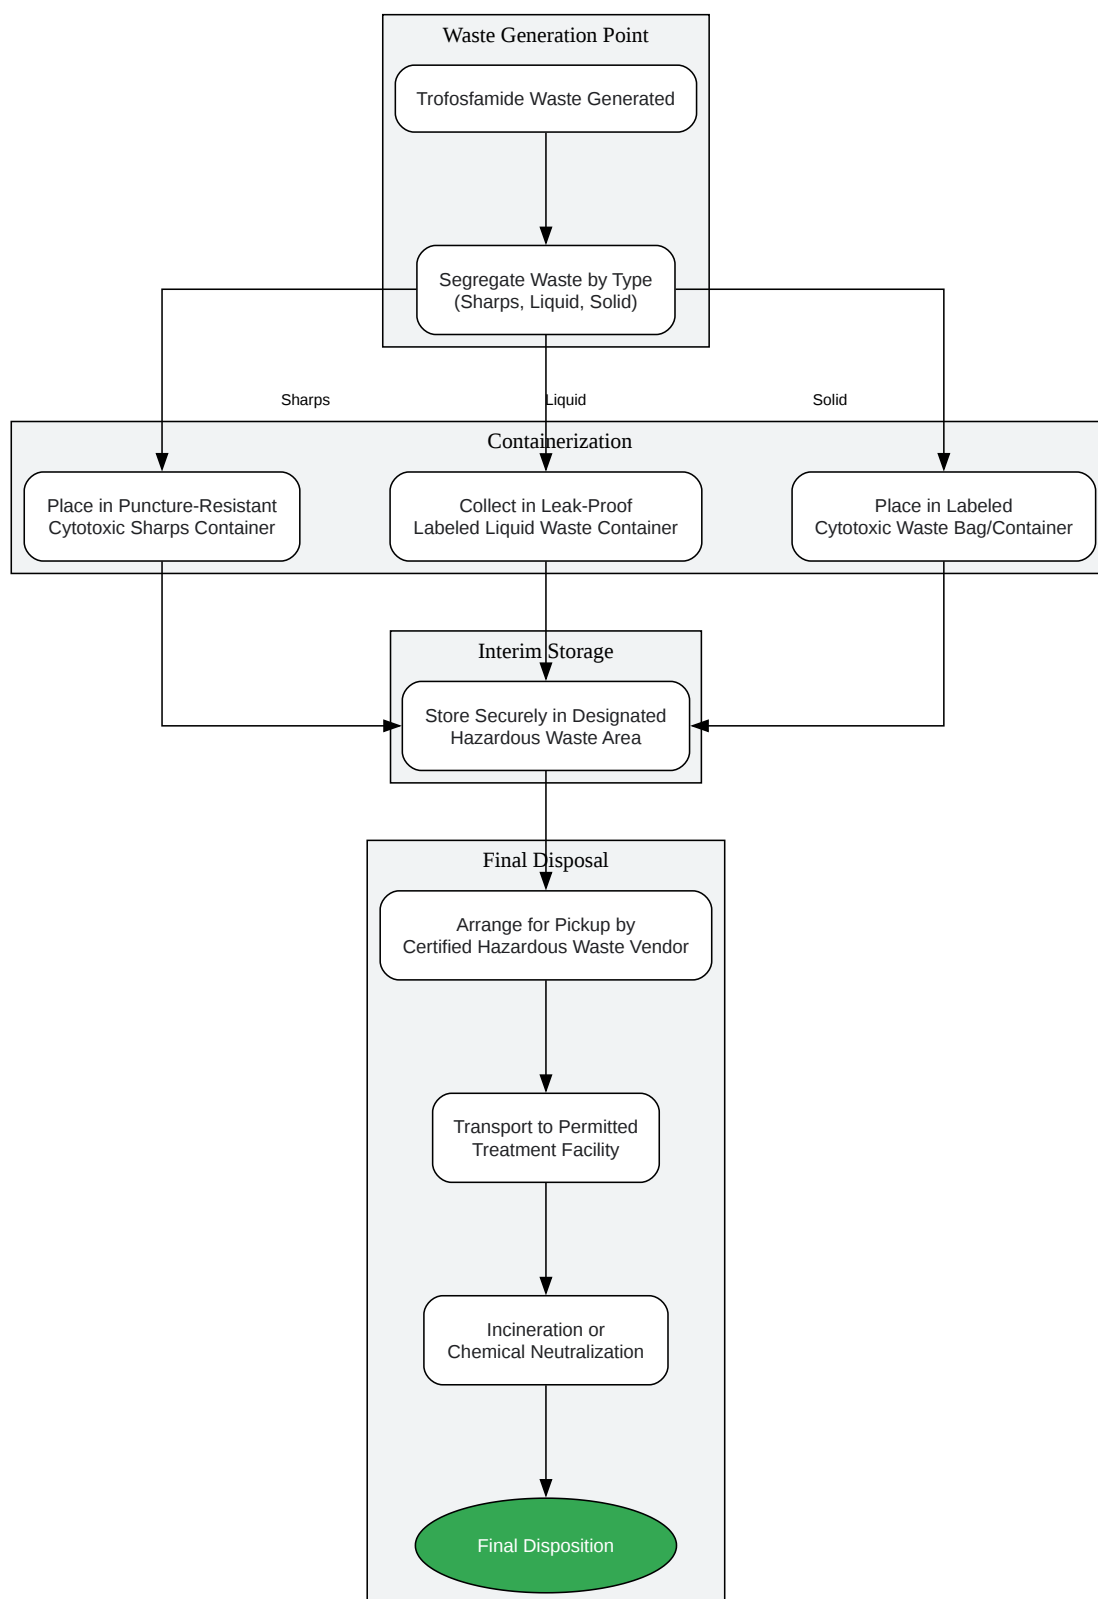 Waste Generation Point
Trofosfamide Waste Generated
Segregate Waste by Type
(Sharps, Liquid, Solid)
Sharps
Liquid
Solid
Containerization
Place in Puncture-Resistant
Cytotoxic Sharps Container
Collect in Leak-Proof
Labeled Liquid Waste Container
Place in Labeled
Cytotoxic Waste Bag/Container
Interim Storage
Store Securely in Designated
Hazardous Waste Area
Final Disposal
Arrange for Pickup by
Certified Hazardous Waste Vendor
Transport to Permitted
Treatment Facility
Incineration or
Chemical Neutralization
Final Disposition